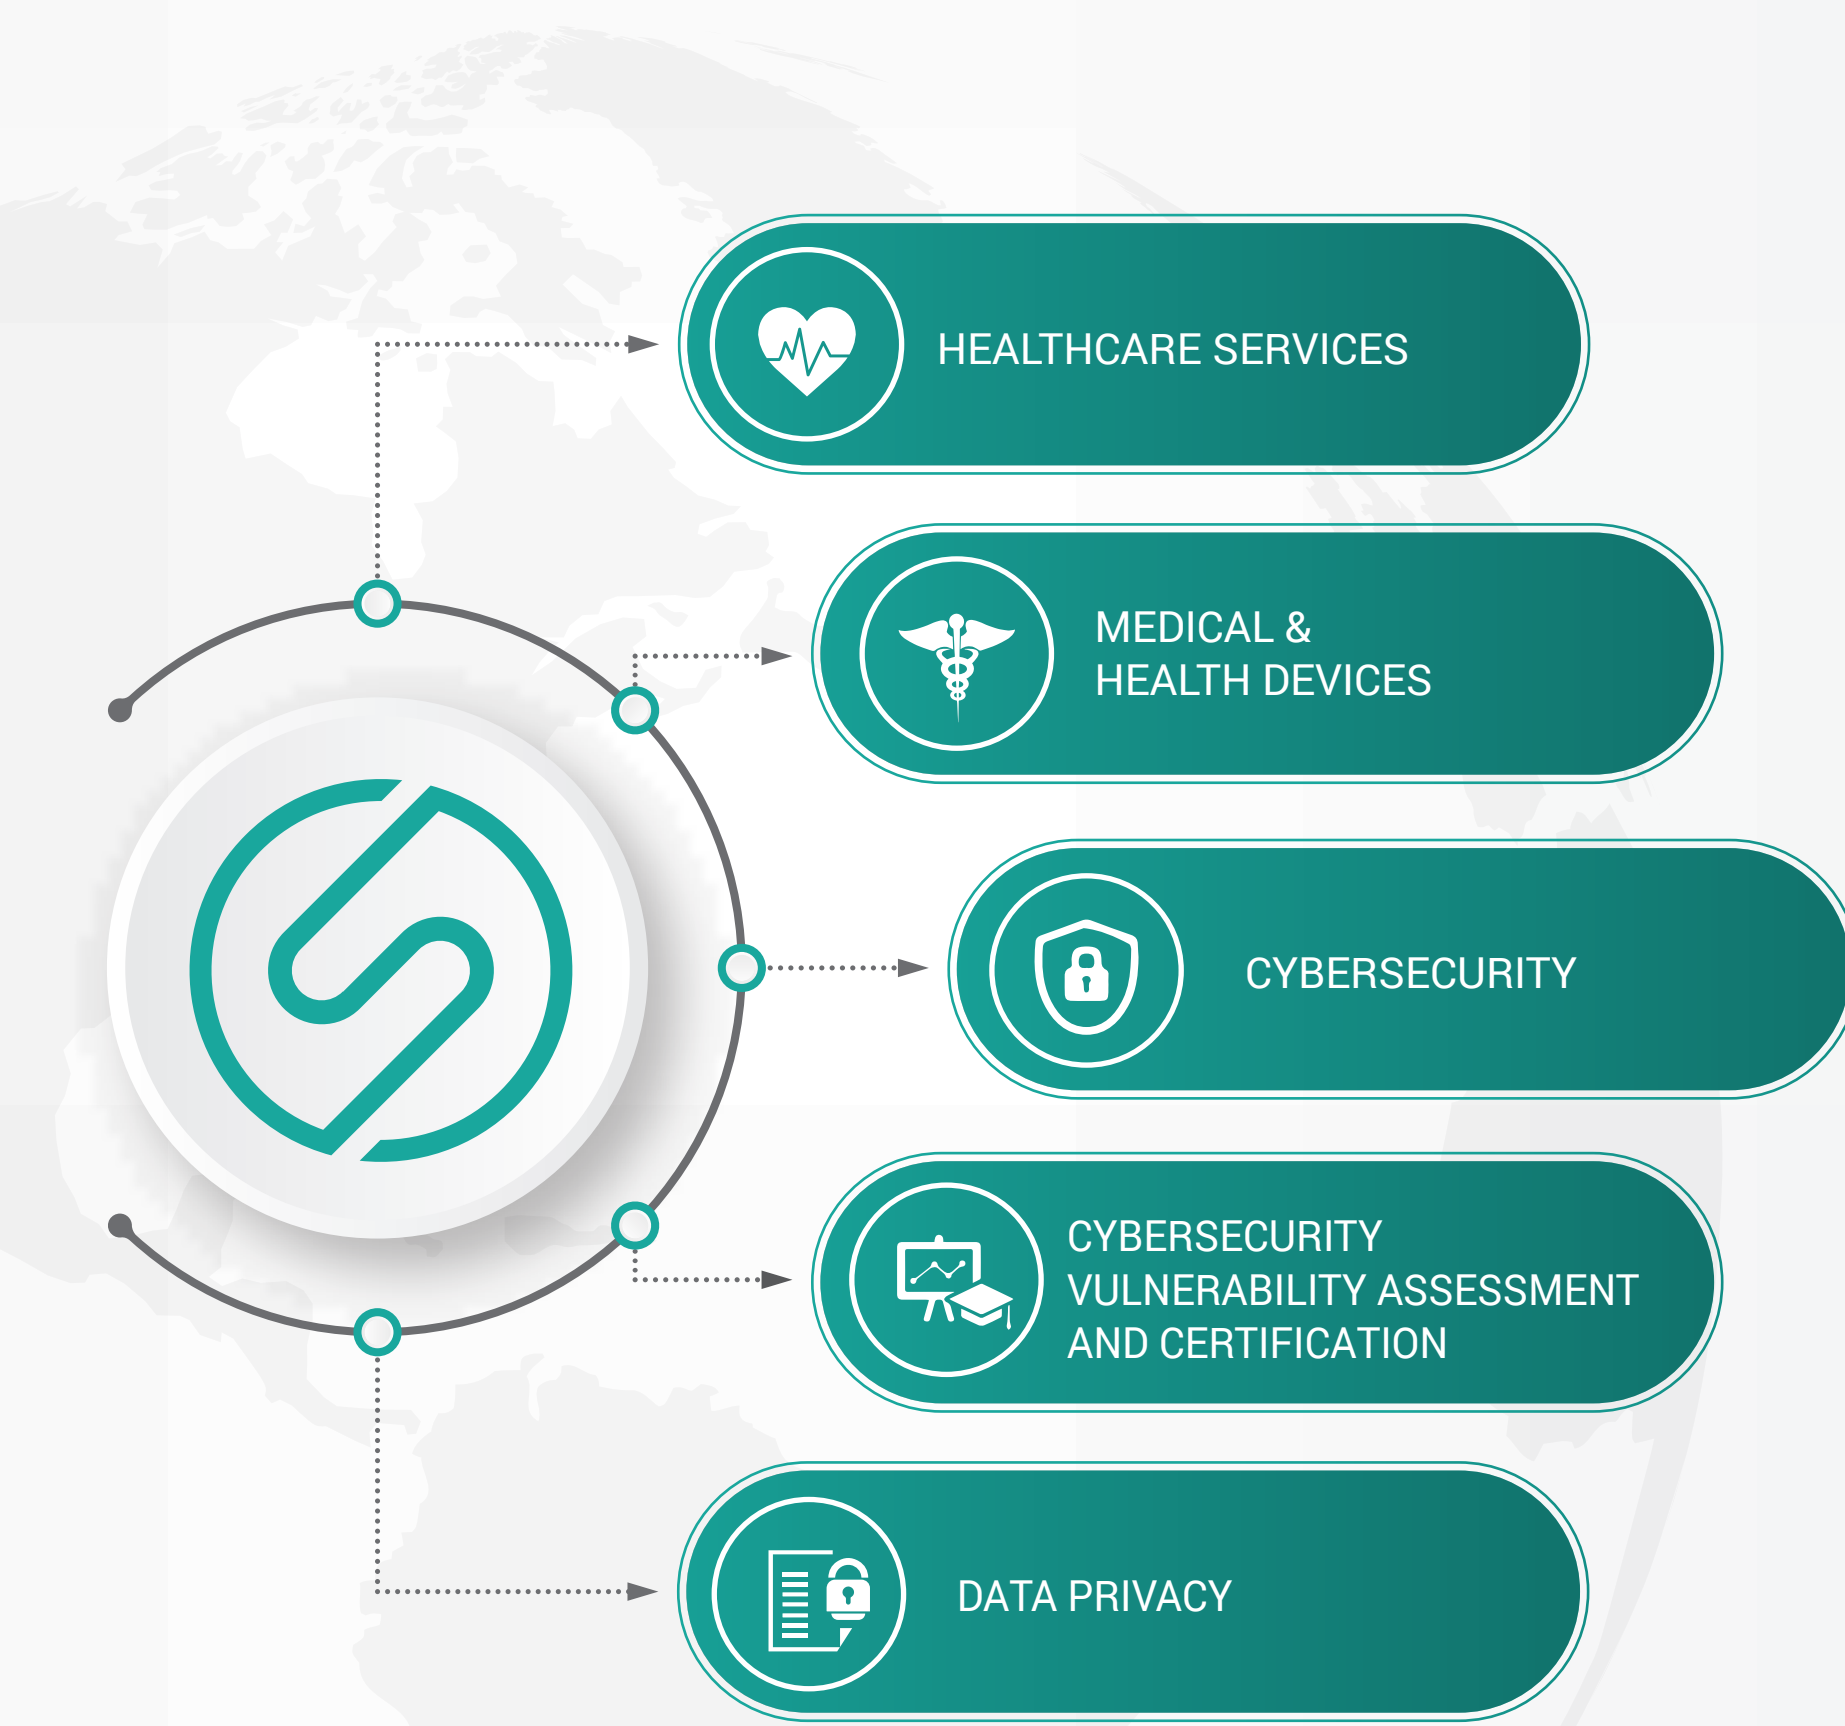 HEALTHCARE SERVICES
MEDICAL &
HEALTH DEVICES
CYBERSECURITY
CYBERSECURITY
VULNERABILITY ASSESSMENT
AND CERTIFICATION
DATA PRIVACY